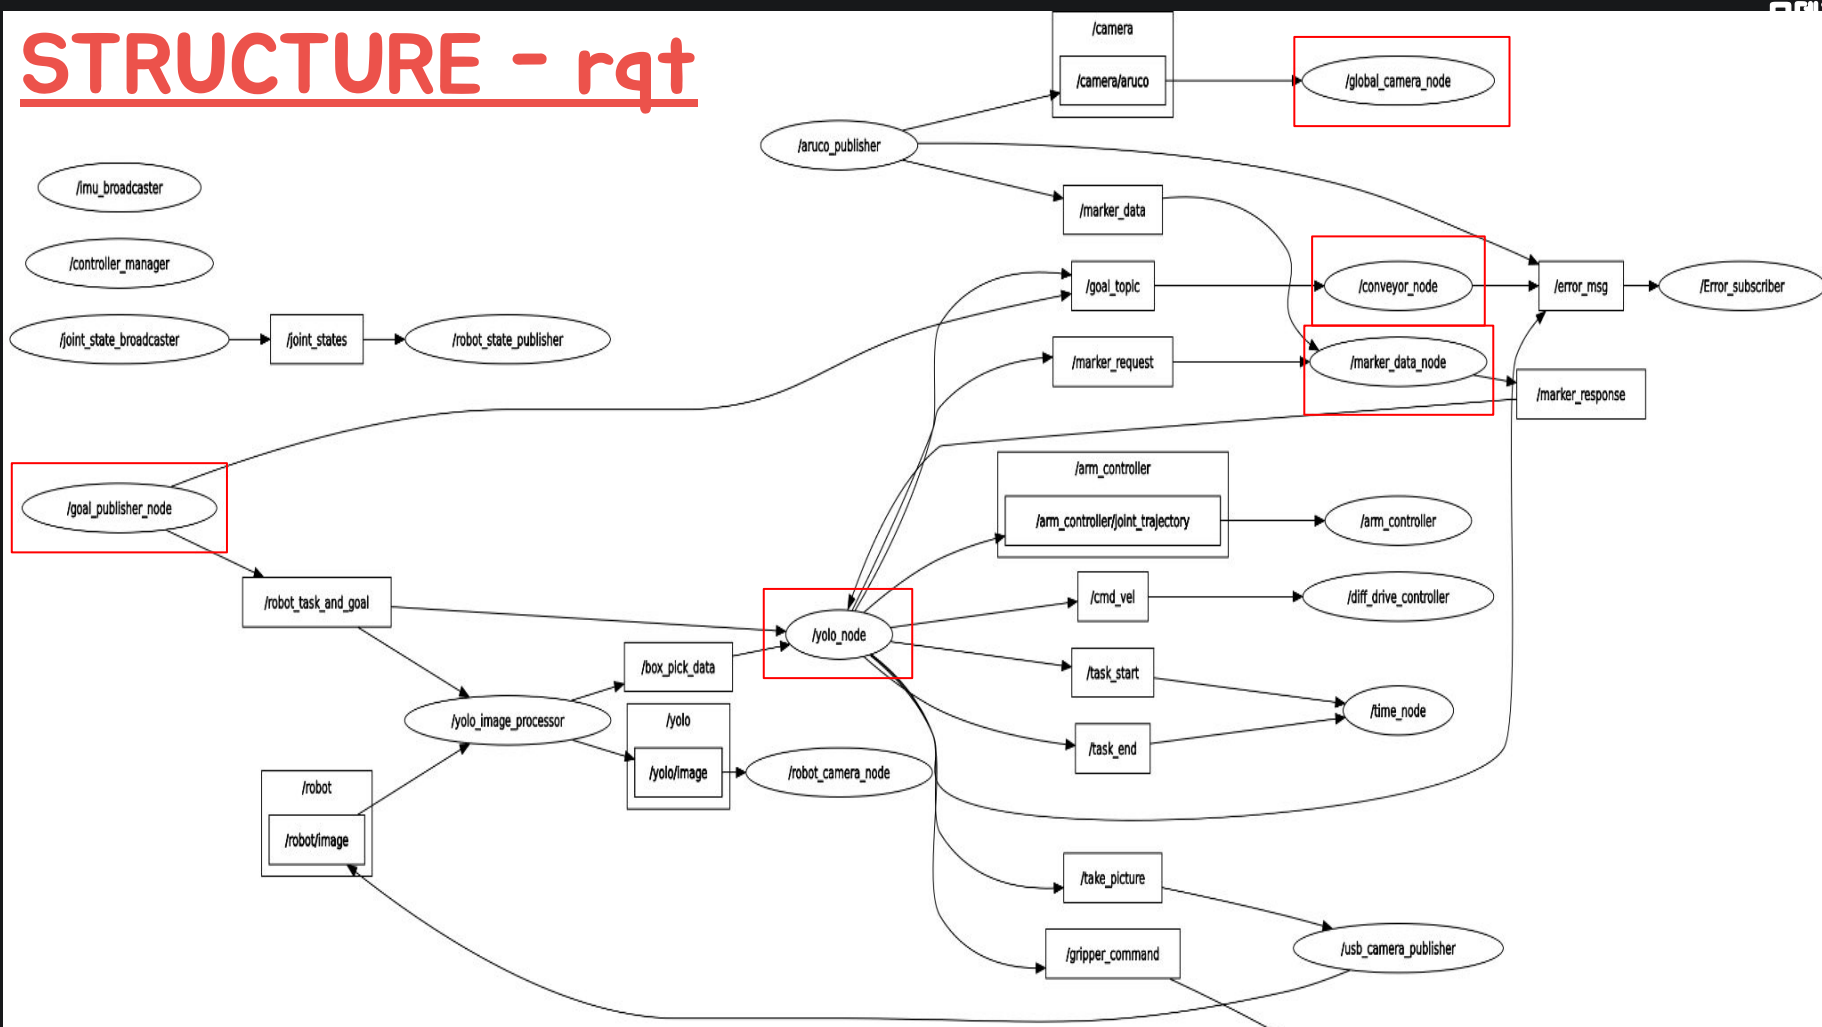 STRUCTURE - rqt
/camera
/camera/aruco
/global_camera_node
/aruco_publisher
/imu_broadcaster
/marker_data
/controller_manager
/goal_topic
/conveyor_node
/error_msg
/Error_subscriber
/joint_state_broadcaster
/joint_states
/robot_state_publisher
/marker_request
/marker_data_node
/marker_response
/arm_controller
/goal_publisher_node
/arm_controller/joint_trajectory
/arm_controller
/robot_task_and_goal
/cmd_vel
/diff_drive_controller
/yolo_node
/box_pick_data
/task_start
/yolo_image_processor
/yolo
/time_node
/task_end
/yolo/image
/robot_camera_node
/robot
/robot/image
/take_picture
/gripper_command
/usb_camera_publisher